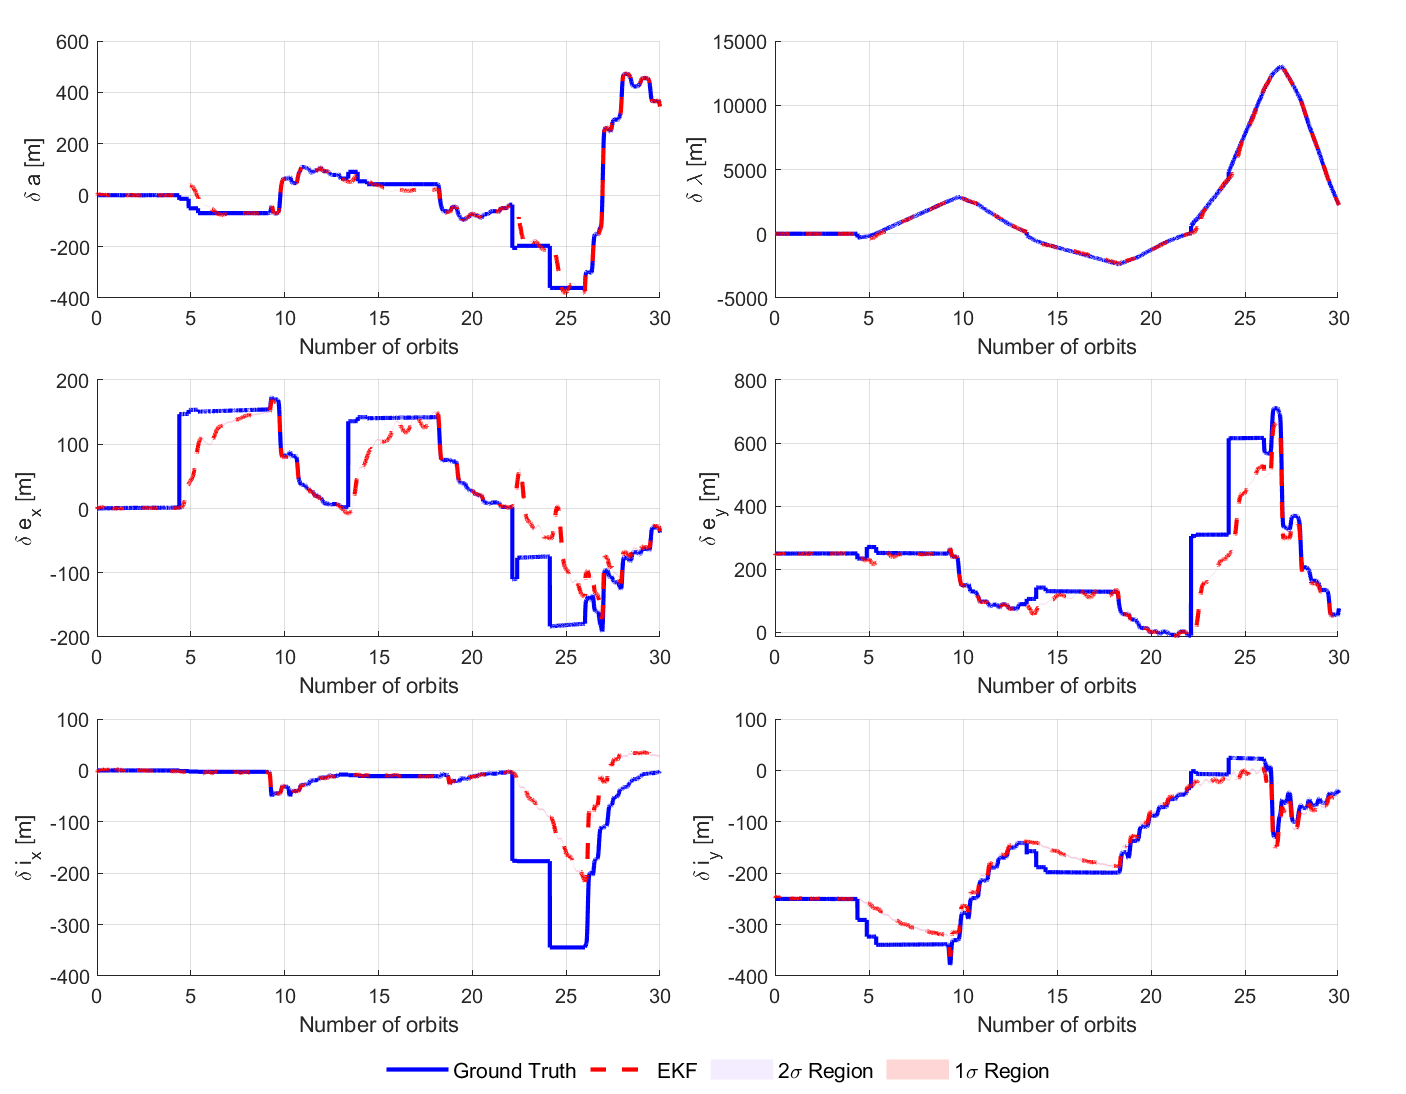 600
400
200
0
-200
-400
δ a [m]
0 5 10 15 20 25 30
Number of orbits
15000
10000
5000
0
-5000
δ λ [m]
0 5 10 15 20 25 30
Number of orbits
200
100
0
-100
-200
δ e_x [m]
0 5 10 15 20 25 30
Number of orbits
800
600
400
200
0
δ e_y [m]
0 5 10 15 20 25 30
Number of orbits
100
0
-100
-200
-300
-400
δ i_x [m]
0 5 10 15 20 25 30
Number of orbits
100
0
-100
-200
-300
-400
δ i_y [m]
0 5 10 15 20 25 30
Number of orbits
Ground Truth EKF 2σ Region 1σ Region